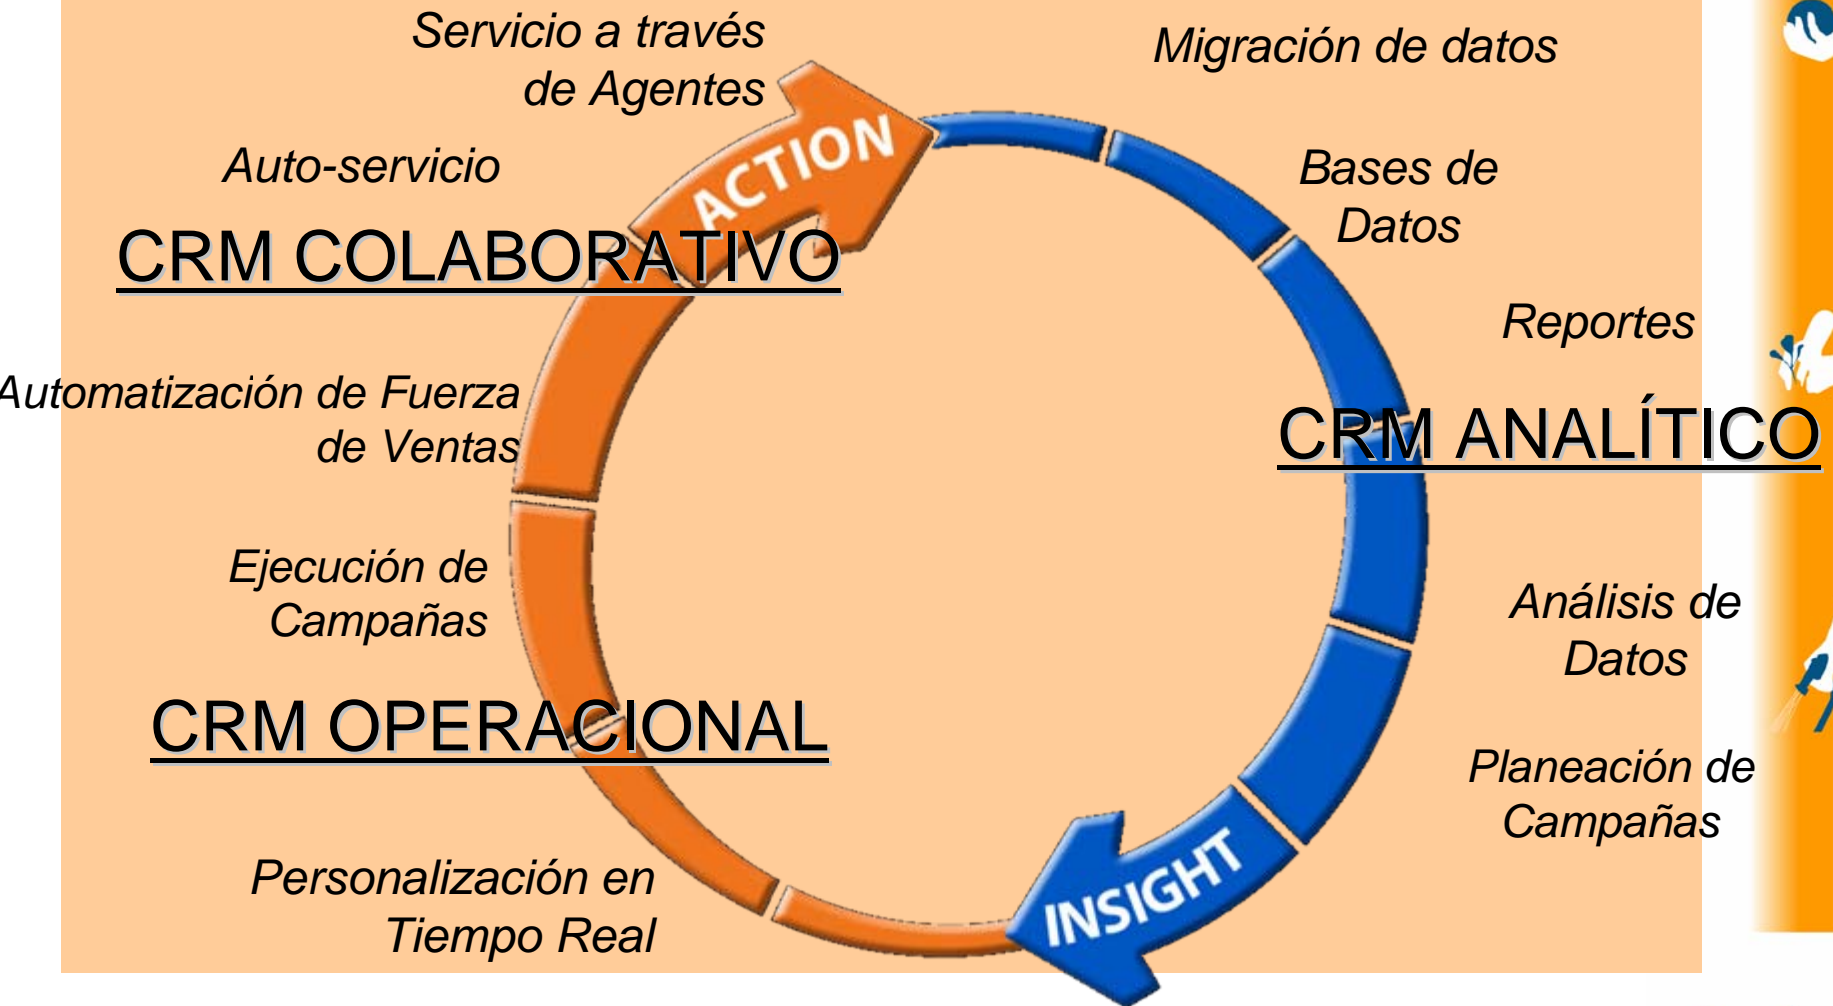 Servicio a través
de Agentes
Migración de datos
ACTION
Auto-servicio
Bases de
Datos
CRM COLABORATIVO
Reportes
Automatización de Fuerza
de Ventas
CRM ANALÍTICO
Ejecución de
Campañas
Análisis de
Datos
CRM OPERACIONAL
Planeación de
Campañas
INSIGHT
Personalización en
Tiempo Real